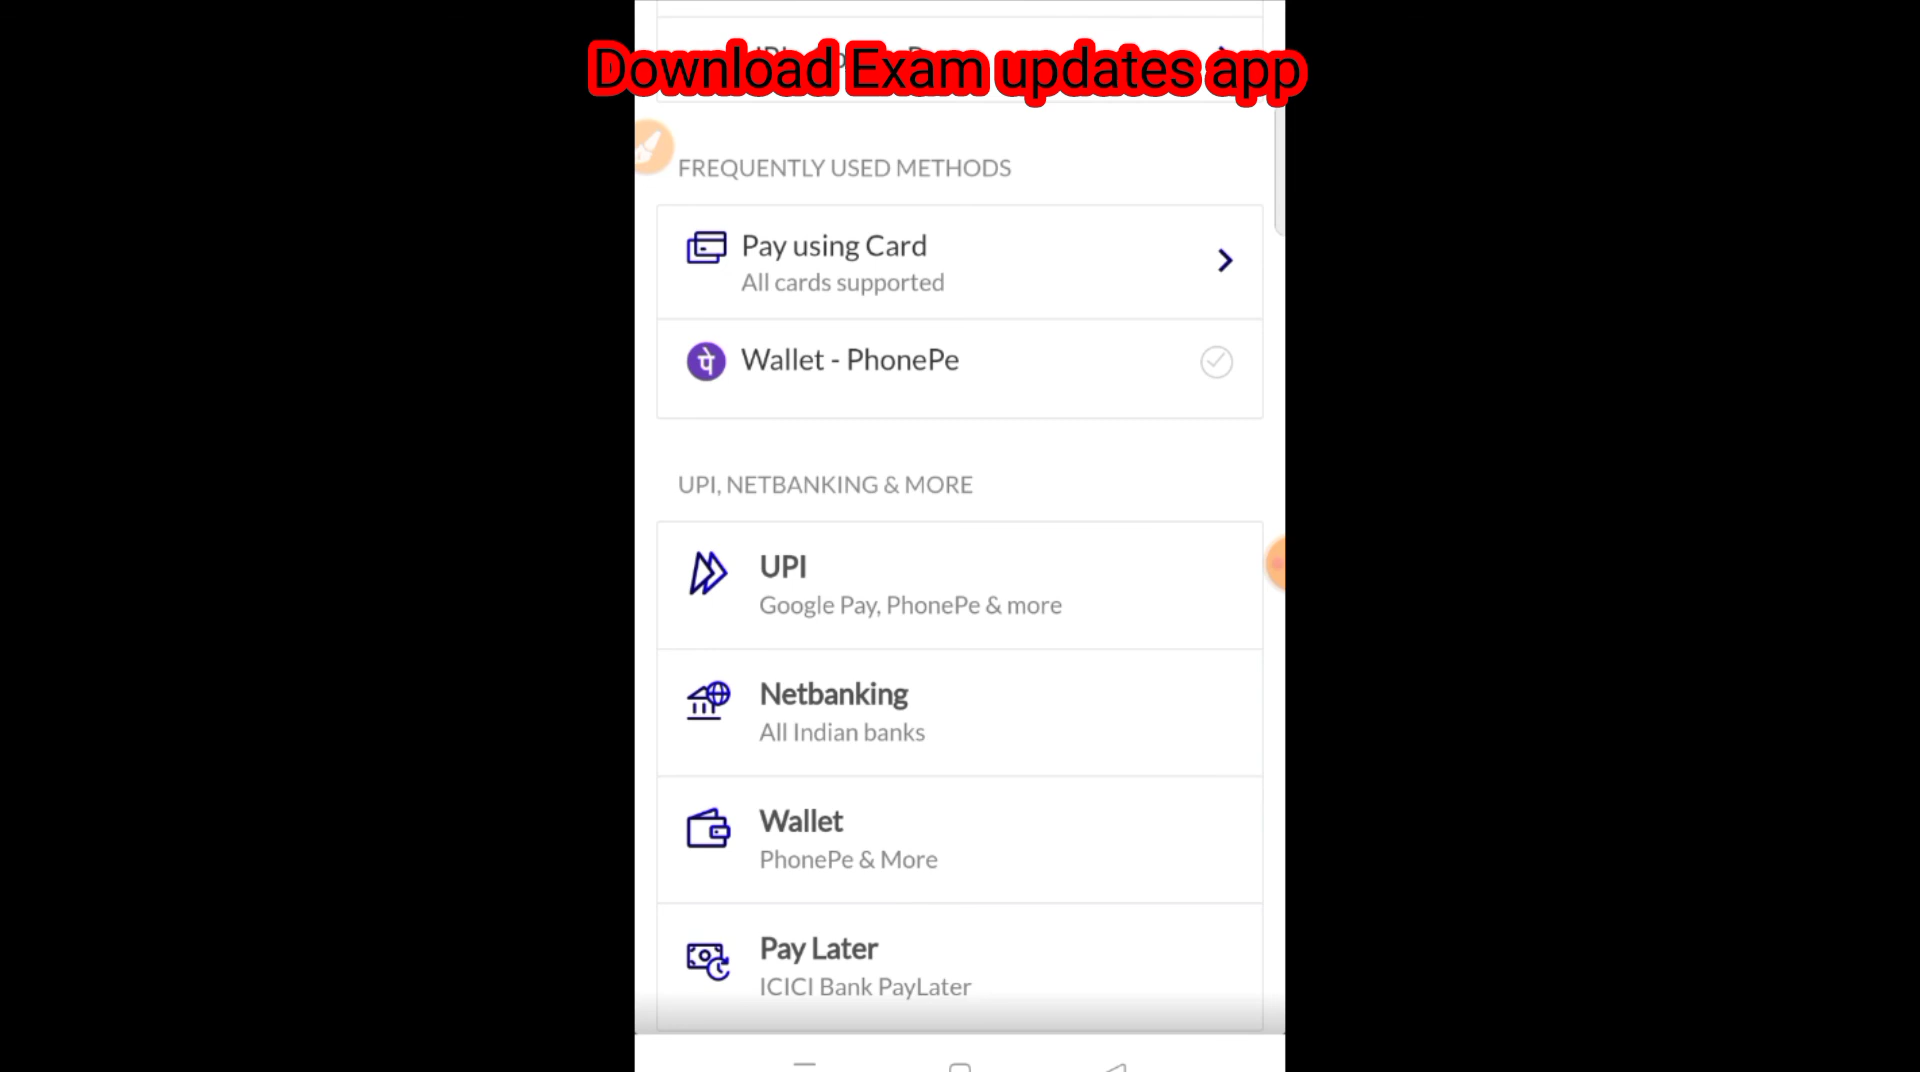 Download Exam updates app
FREQUENTLY USED METHODS
Pay using Card
All cards supported
पे
Wallet - PhonePe
UPI, NETBANKING & MORE
UPI
Google Pay, PhonePe & more
Netbanking
All Indian banks
Wallet
PhonePe & More
Pay Later
ICICI Bank PayLater